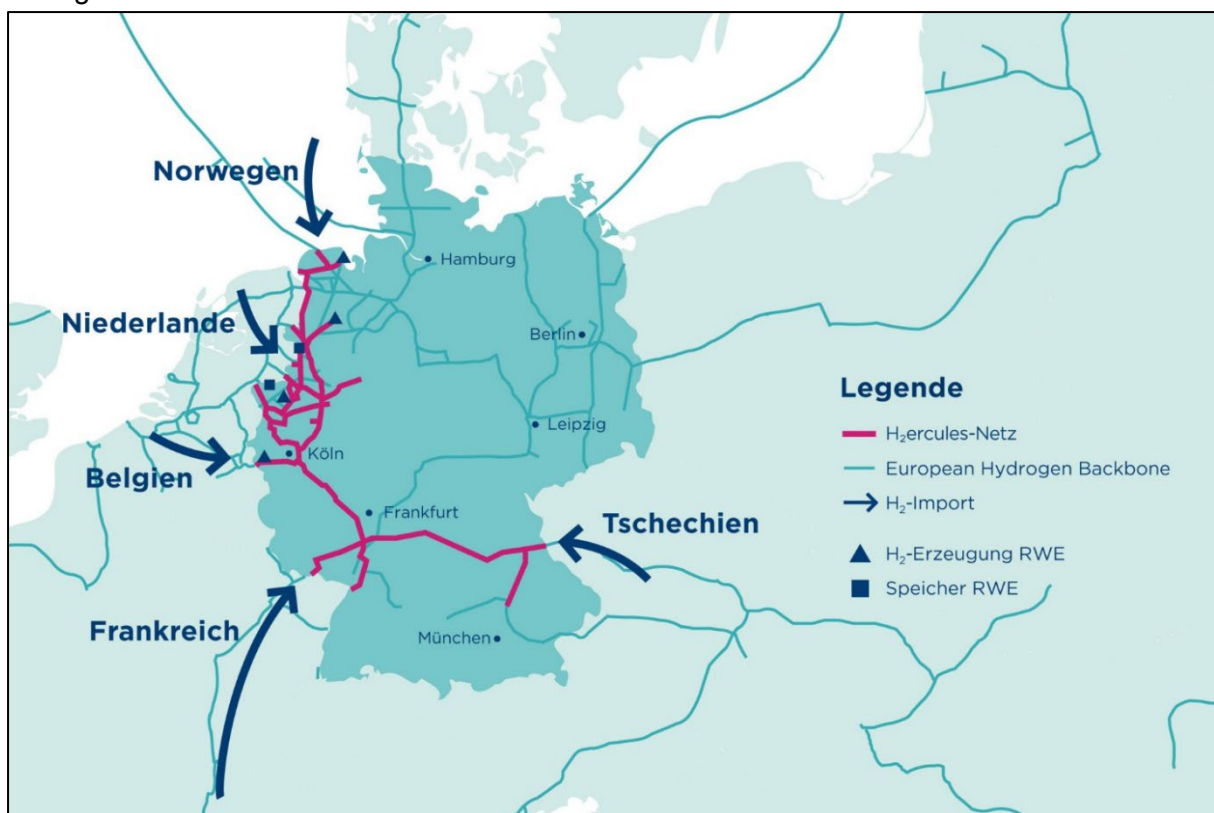 Norwegen
Hamburg
Niederlande
Berlin
Legende
H₂ercules-Netz
Leipzig
Köln
European Hydrogen Backbone
Belgien
H₂-Import
Frankfurt
Tschechien
H₂-Erzeugung RWE
Speicher RWE
Frankreich
München